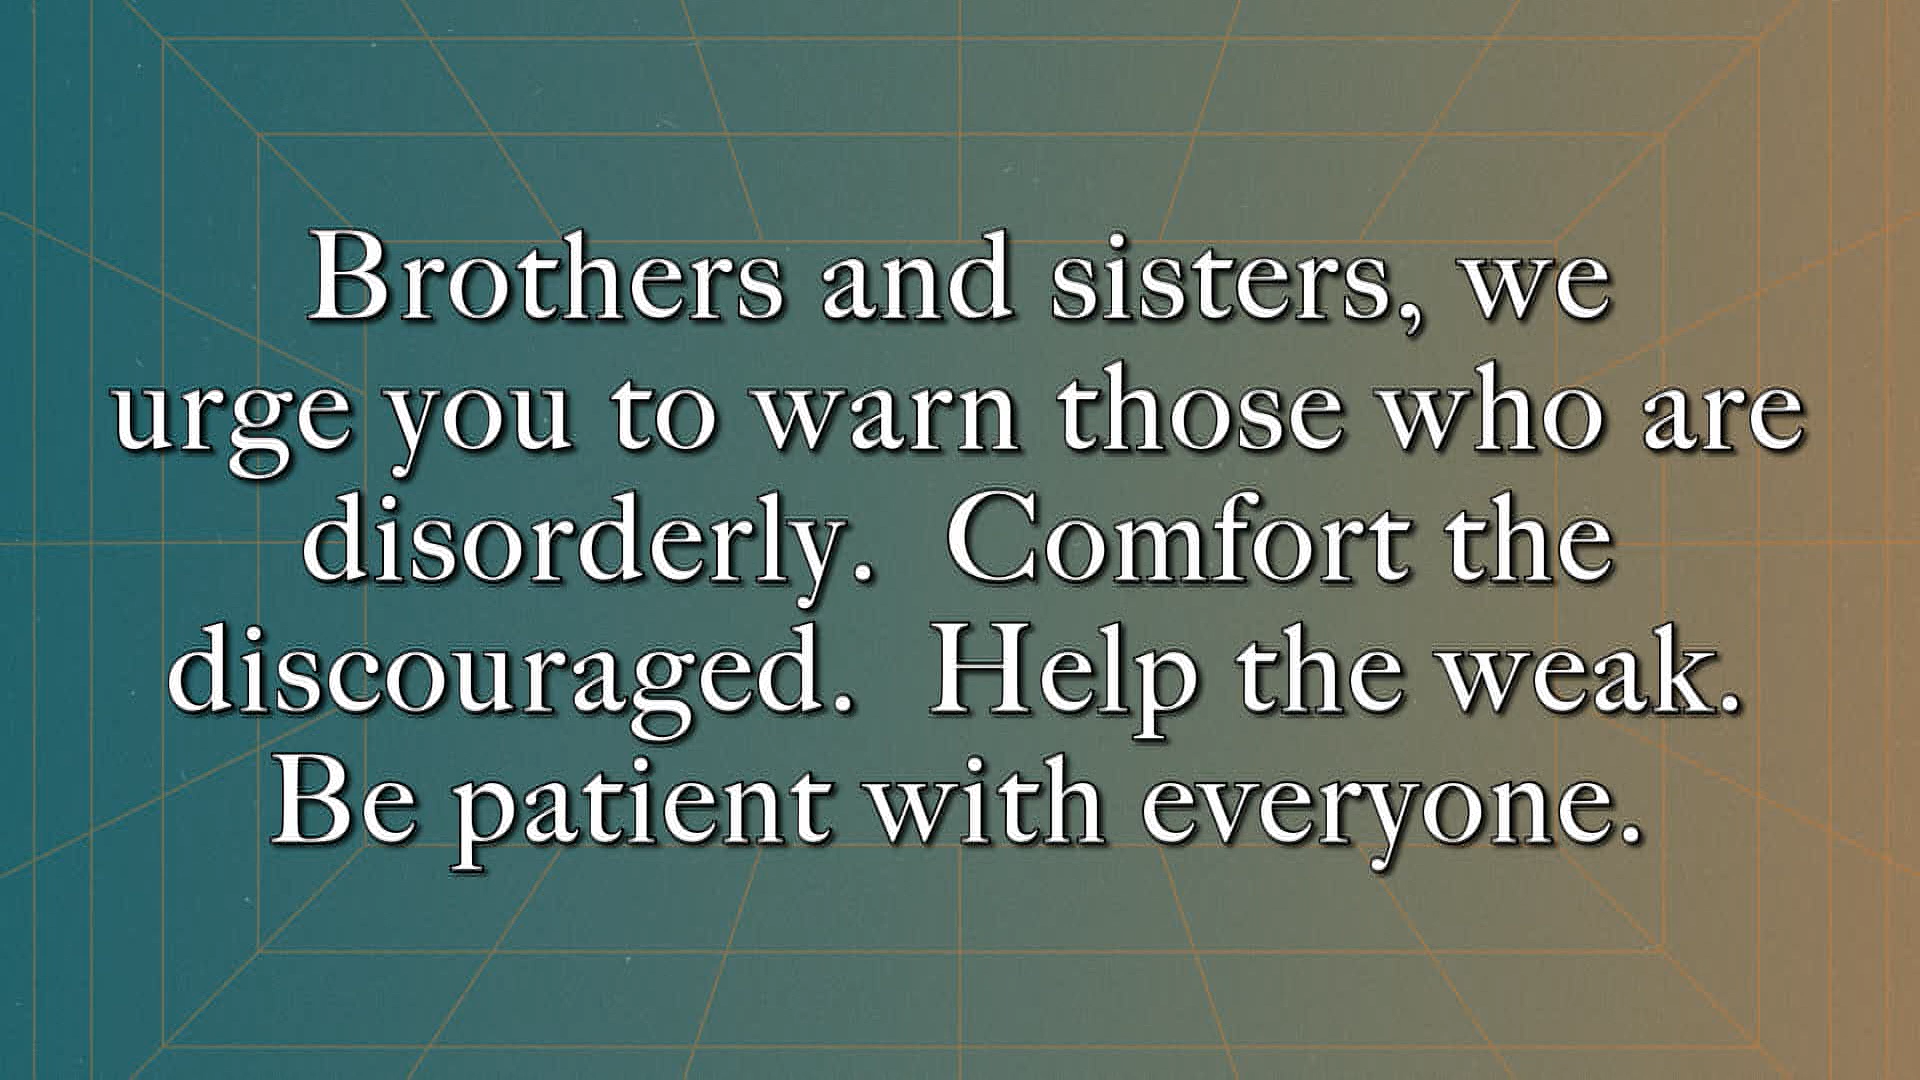 Brothers and sisters, we
urge you to warn those who are
disorderly.  Comfort the
discouraged.  Help the weak.
Be patient with everyone.